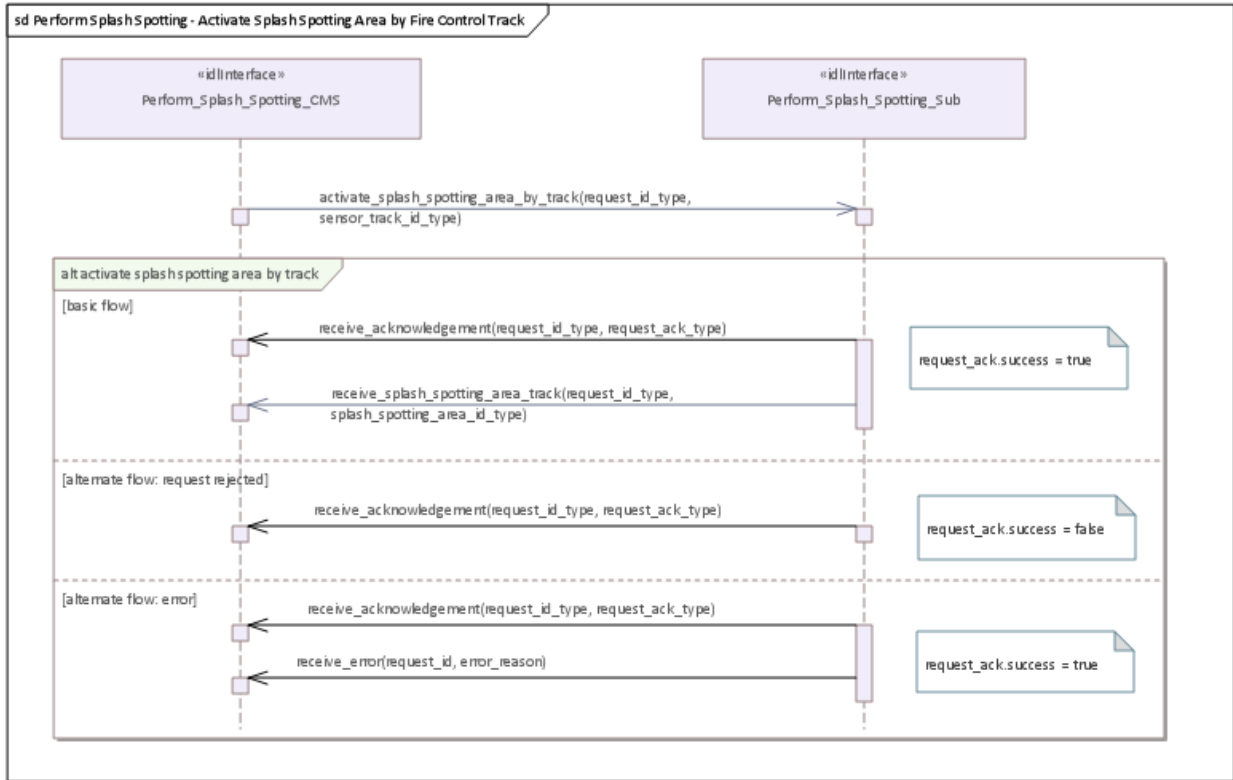 sd Perform Splash Spotting - Activate Splash Spotting Area by Fire Control Track
«idlInterface»
Perform_Splash_Spotting_CMS
«idlInterface»
Perform_Splash_Spotting_Sub
activate_splash_spotting_area_by_track(request_id_type,
sensor_track_id_type)
alt activate splash spotting area by track
[basic flow]
receive_acknowledgement(request_id_type, request_ack_type)
request_ack.success = true
receive_splash_spotting_area_track(request_id_type,
splash_spotting_area_id_type)
[alternate flow: request rejected]
receive_acknowledgement(request_id_type, request_ack_type)
request_ack.success = false
[alternate flow: error]
receive_acknowledgement(request_id_type, request_ack_type)
receive_error(request_id, error_reason)
request_ack.success = true